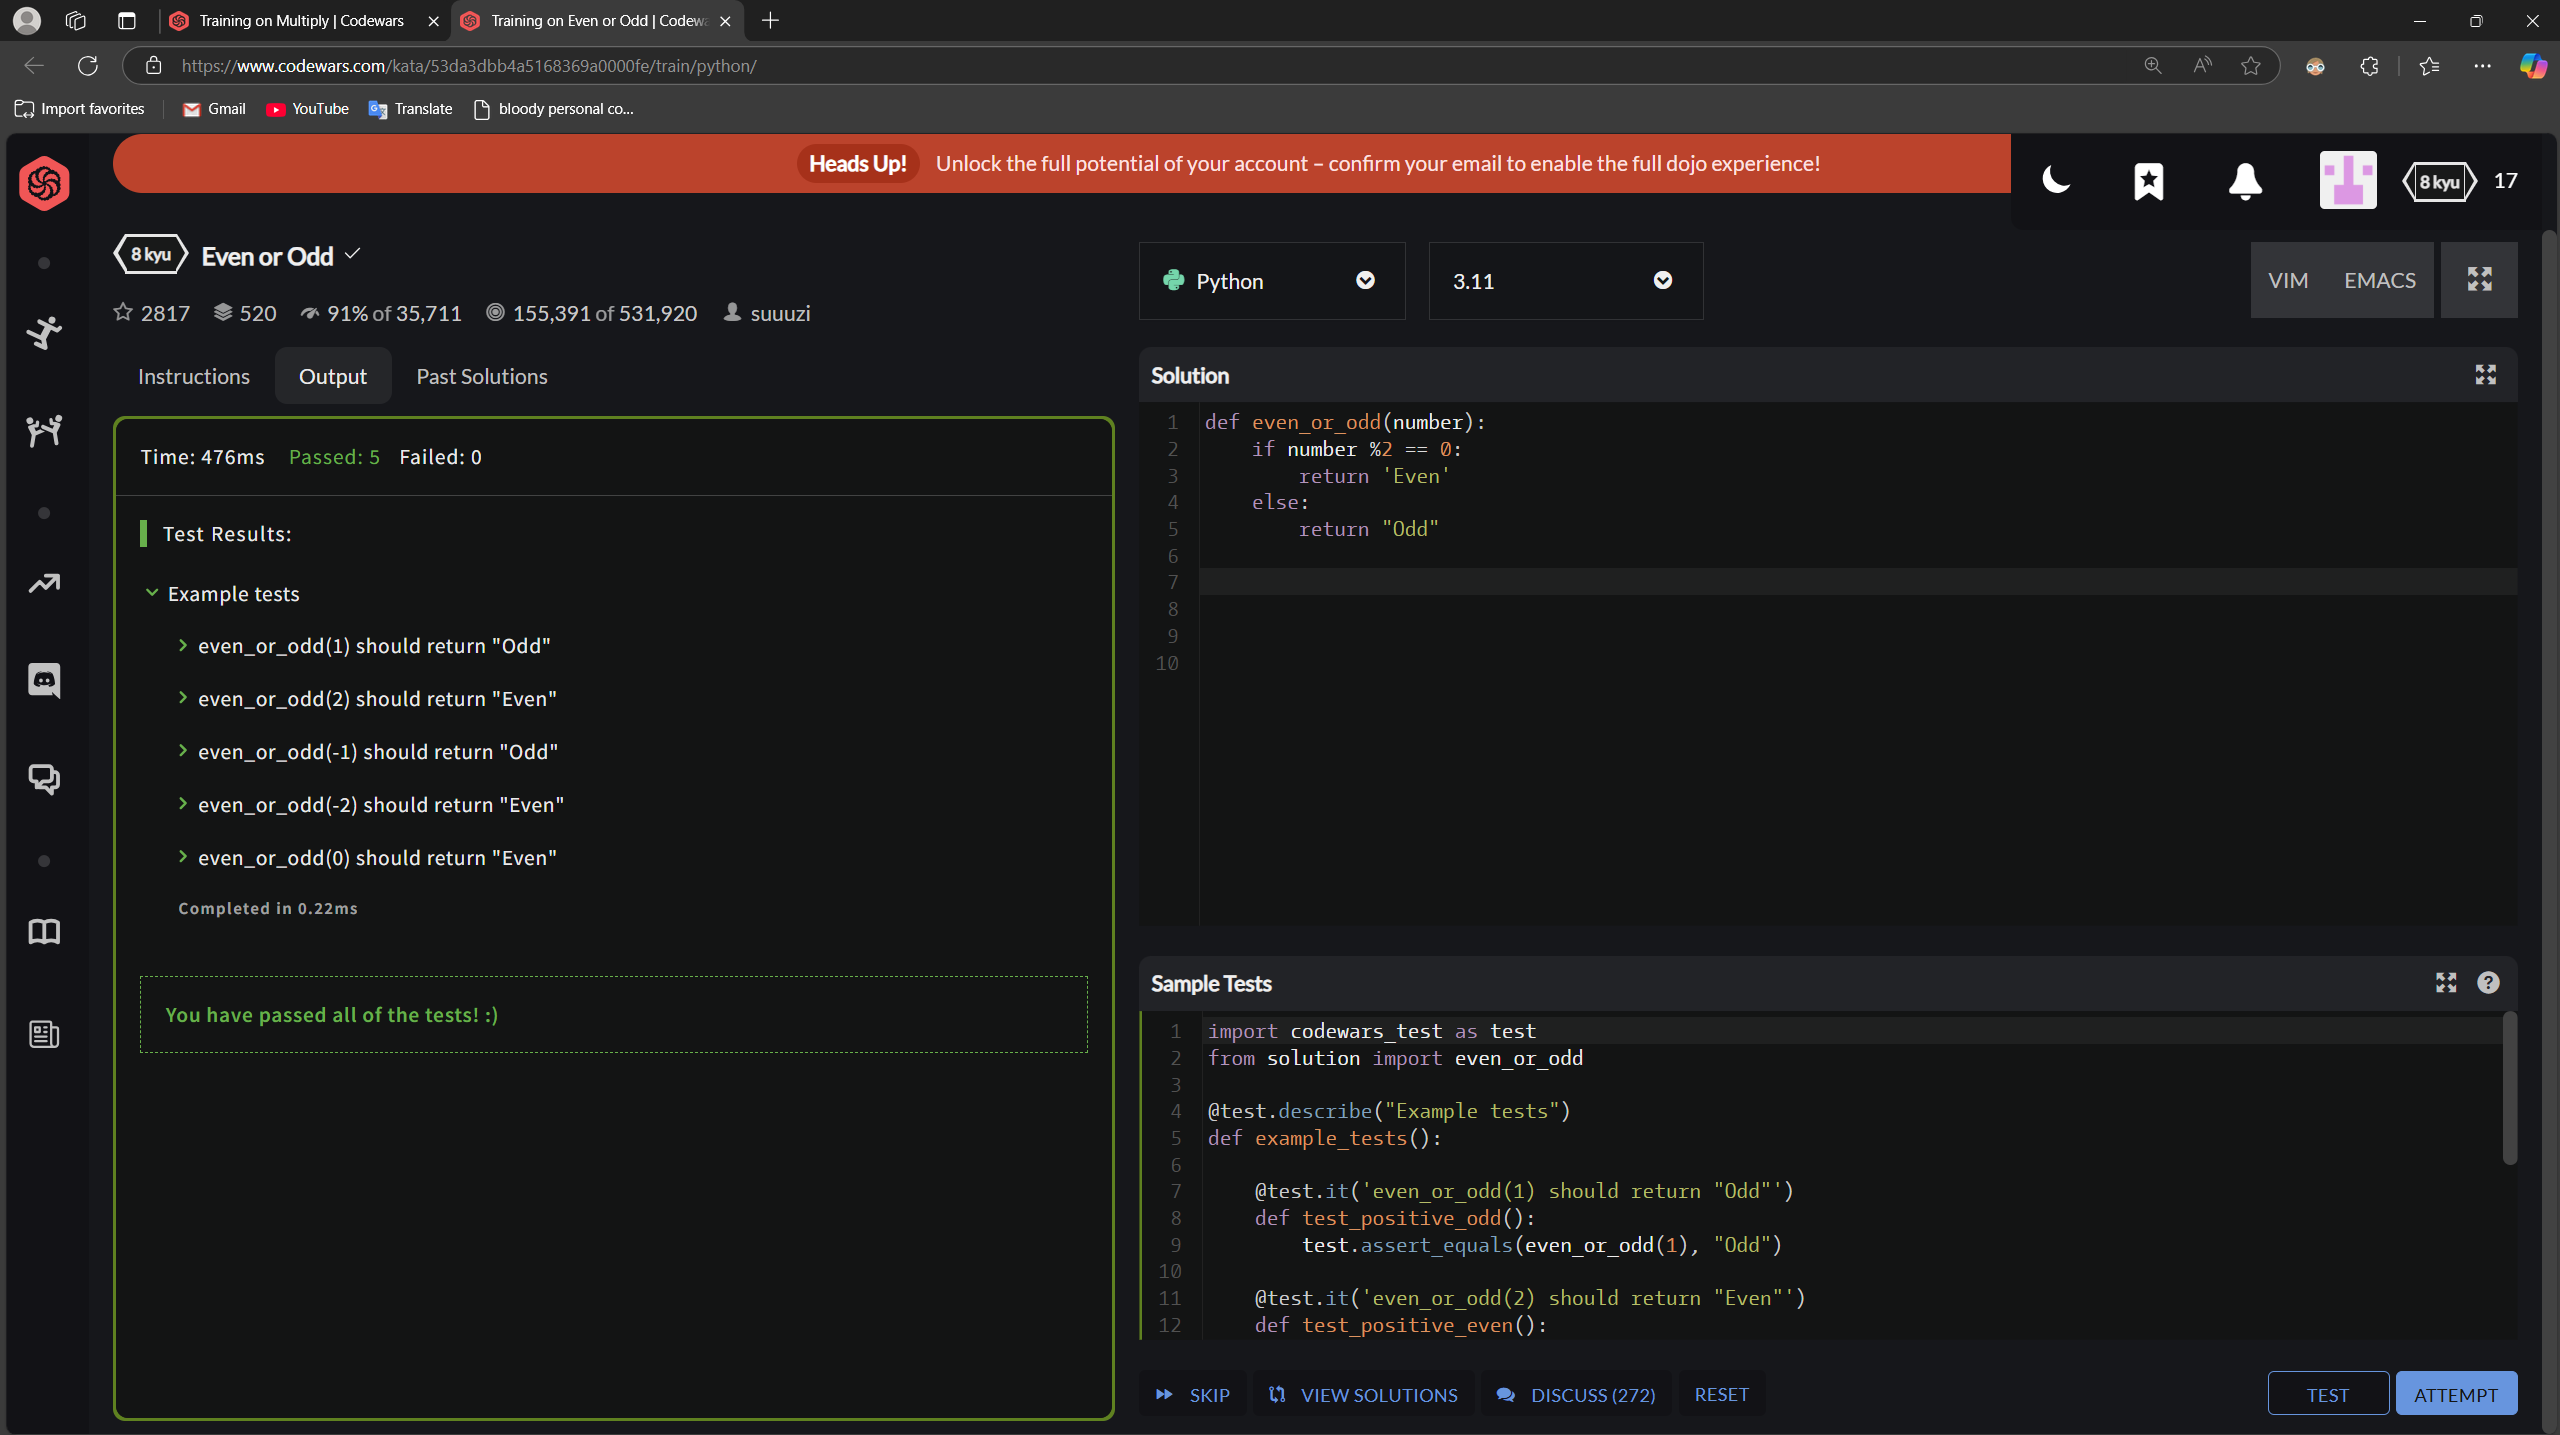 Training on Multiply | Codewars
Training on Even or Odd | Codewa
https://www.codewars.com/kata/53da3dbb4a5168369a0000fe/train/python/
Import favorites
Gmail
YouTube
Translate
bloody personal co...
Heads Up! Unlock the full potential of your account – confirm your email to enable the full dojo experience!
8 kyu 17
8 kyu Even or Odd
2817 520 91% of 35,711 155,391 of 531,920 suuuzi
Python
3.11
VIM EMACS
Instructions Output Past Solutions
Time: 476ms Passed: 5 Failed: 0
Test Results:
Example tests
even_or_odd(1) should return "Odd"
even_or_odd(2) should return "Even"
even_or_odd(-1) should return "Odd"
even_or_odd(-2) should return "Even"
even_or_odd(0) should return "Even"
Completed in 0.22ms
You have passed all of the tests! :)
Solution
1 def even_or_odd(number):
2     if number %2 == 0:
3         return 'Even'
4     else:
5         return "Odd"
6
7
8
9
10
Sample Tests
1 import codewars_test as test
2 from solution import even_or_odd
3
4 @test.describe("Example tests")
5 def example_tests():
6
7     @test.it('even_or_odd(1) should return "Odd"')
8     def test_positive_odd():
9         test.assert_equals(even_or_odd(1), "Odd")
10
11     @test.it('even_or_odd(2) should return "Even"')
12     def test_positive_even():
SKIP VIEW SOLUTIONS DISCUSS (272) RESET TEST ATTEMPT